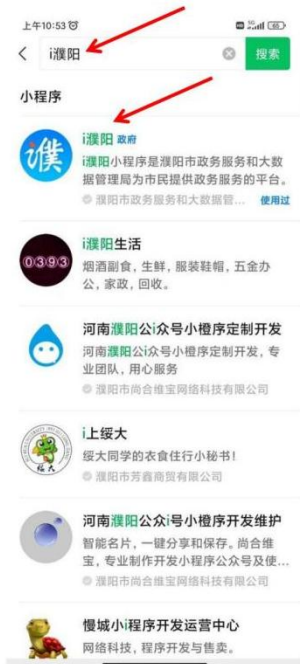 上午10:53
66
i濮阳
搜索
小程序
濮
i濮阳 政府
i濮阳小程序是濮阳市政务服务和大数
据管理局为市民提供政务服务的平台。
濮阳市政务服务和大数据管... 使用过
0393
i濮阳生活
烟酒副食，生鲜，服装鞋帽，五金办
公，家政，回收。
河南濮阳公i众号小橙序定制开发
河南濮阳公i众号小橙序定制开发，专
业团队，用心服务
濮阳市尚合维宝网络科技有限公司
绥大
i上绥大
绥大同学的衣食住行小秘书！
濮阳市芳鑫商贸有限公司
河南濮阳公众i号小橙序开发维护
智能名片，一键分享和保存。尚合维
宝，专业制作开发小程序公众号及使...
濮阳市尚合维宝网络科技有限公司
慢城小i程序开发运营中心
网络科技，程序开发与售卖。